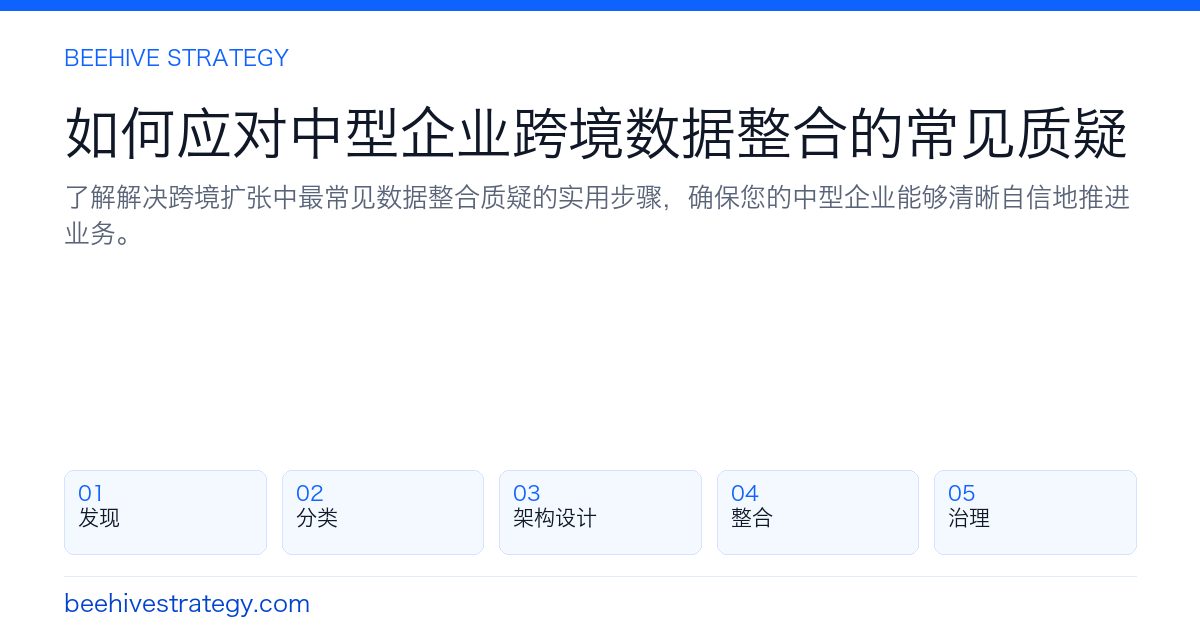 BEEHIVE STRATEGY
如何应对中型企业跨境数据整合的常见质疑
了解解决跨境扩张中最常见数据整合质疑的实用步骤，确保您的中型企业能够清晰自信地推进
业务。
01
发现
02
分类
03
架构设计
04
整合
05
治理
beehivestrategy.com